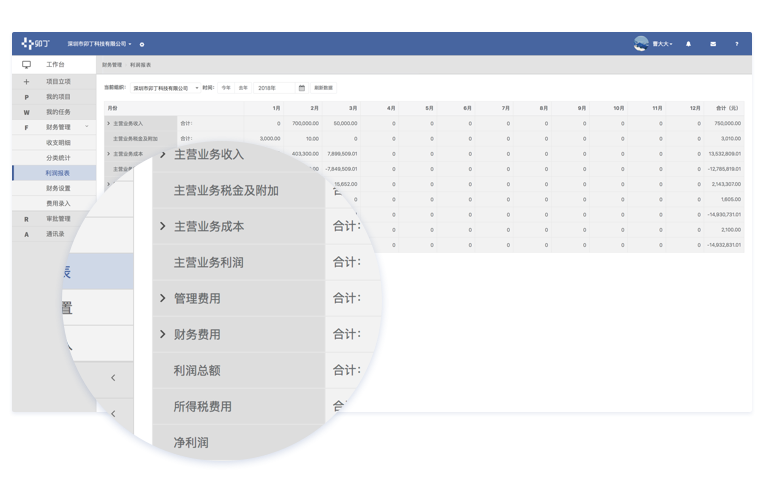 卯丁 深圳市卯丁科技有限公司 曹大大 ?
工作台 财务管理 利润报表
项目立项
P 我的项目 当前组织: 深圳市卯丁科技有限公司 时间: 今年 去年 2018年 刷新数据
W 我的任务 月份 1月 2月 3月 4月 5月 6月 7月 8月 9月 10月 11月 12月 合计（元）
F 财务管理 主营业务收入 合计: 0 700,000.00 50,000.00 0 0 0 0 0 0 0 0 0 750,000.00
收支明细 主营业务税金及附加 合计: 3,000.00 10.00 0 0 0 0 0 0 0 0 0 0 3,010.00
分类统计 主营业务成本 403,300.00 7,899,509.01 0 0 0 0 0 0 0 0 0 13,532,809.01
利润报表 -7,849,509.01 0 0 0 0 0 0 0 0 0 -12,785,819.01
财务设置 0 0 0 0 0 0 0 0 0 2,143,307.00
费用录入 0 0 0 0 0 0 0 0 0 0 1,605.00
R 审批管理 0 0 0 0 0 0 0 0 0 0 -14,930,731.01
A 通讯录 0 0 0 0 0 0 0 0 0 0 2,100.00
0 0 0 0 0 0 0 0 0 0 -14,932,831.01
主营业务收入
主营业务税金及附加
主营业务成本 合计:
主营业务利润 合计:
管理费用 合计:
财务费用 合计:
利润总额 合计:
所得税费用 合
净利润
表
置